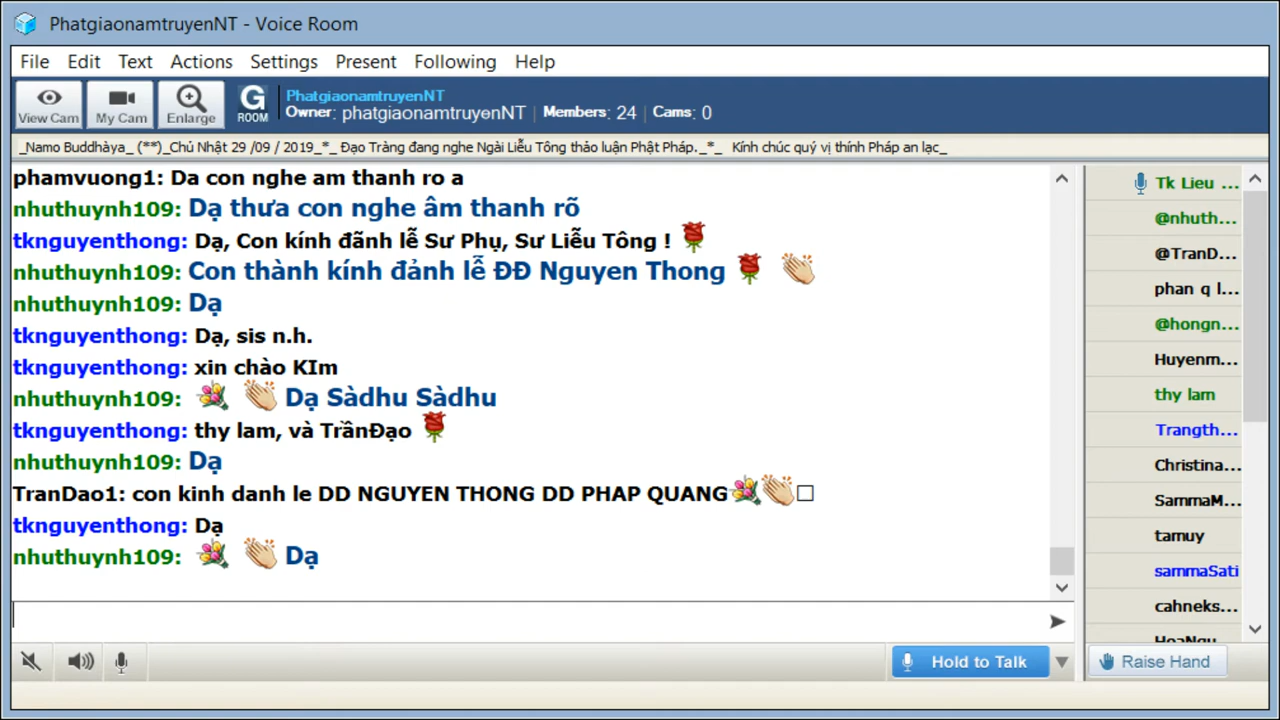 PhatgiaonamtruyenNT - Voice Room
File Edit Text Actions Settings Present Following Help
View Cam My Cam Enlarge G ROOM PhatgiaonamtruyenNT
Owner: phatgiaonamtruyenNT | Members: 24 | Cams: 0
_Namo Buddhàya_ (**)_Chủ Nhật 29 /09 / 2019_*_ Đạo Tràng đang nghe Ngài Liễu Tông thảo luận Phật Pháp._*_ Kính chúc quý vị thính Pháp an lạc_
phamvuong1: Da con nghe am thanh ro a
nhuthuynh109: Dạ thưa con nghe âm thanh rõ
tknguyenthong: Dạ, Con kính đãnh lễ Sư Phụ, Sư Liễu Tông !
nhuthuynh109: Con thành kính đảnh lễ ĐĐ Nguyen Thong
nhuthuynh109: Dạ
tknguyenthong: Dạ, sis n.h.
tknguyenthong: xin chào KIm
nhuthuynh109: Dạ Sàdhu Sàdhu
tknguyenthong: thy lam, và TrầnĐạo
nhuthuynh109: Dạ
TranDao1: con kinh danh le DD NGUYEN THONG DD PHAP QUANG
tknguyenthong: Dạ
nhuthuynh109: Dạ
Tk Lieu ...
@nhuth...
@TranD...
phan q l...
@hongn...
Huyenm...
thy lam
Trangth...
Christina...
SammaM...
tamuy
sammaSati
cahneks...
HoaNgu
Hold to Talk
Raise Hand